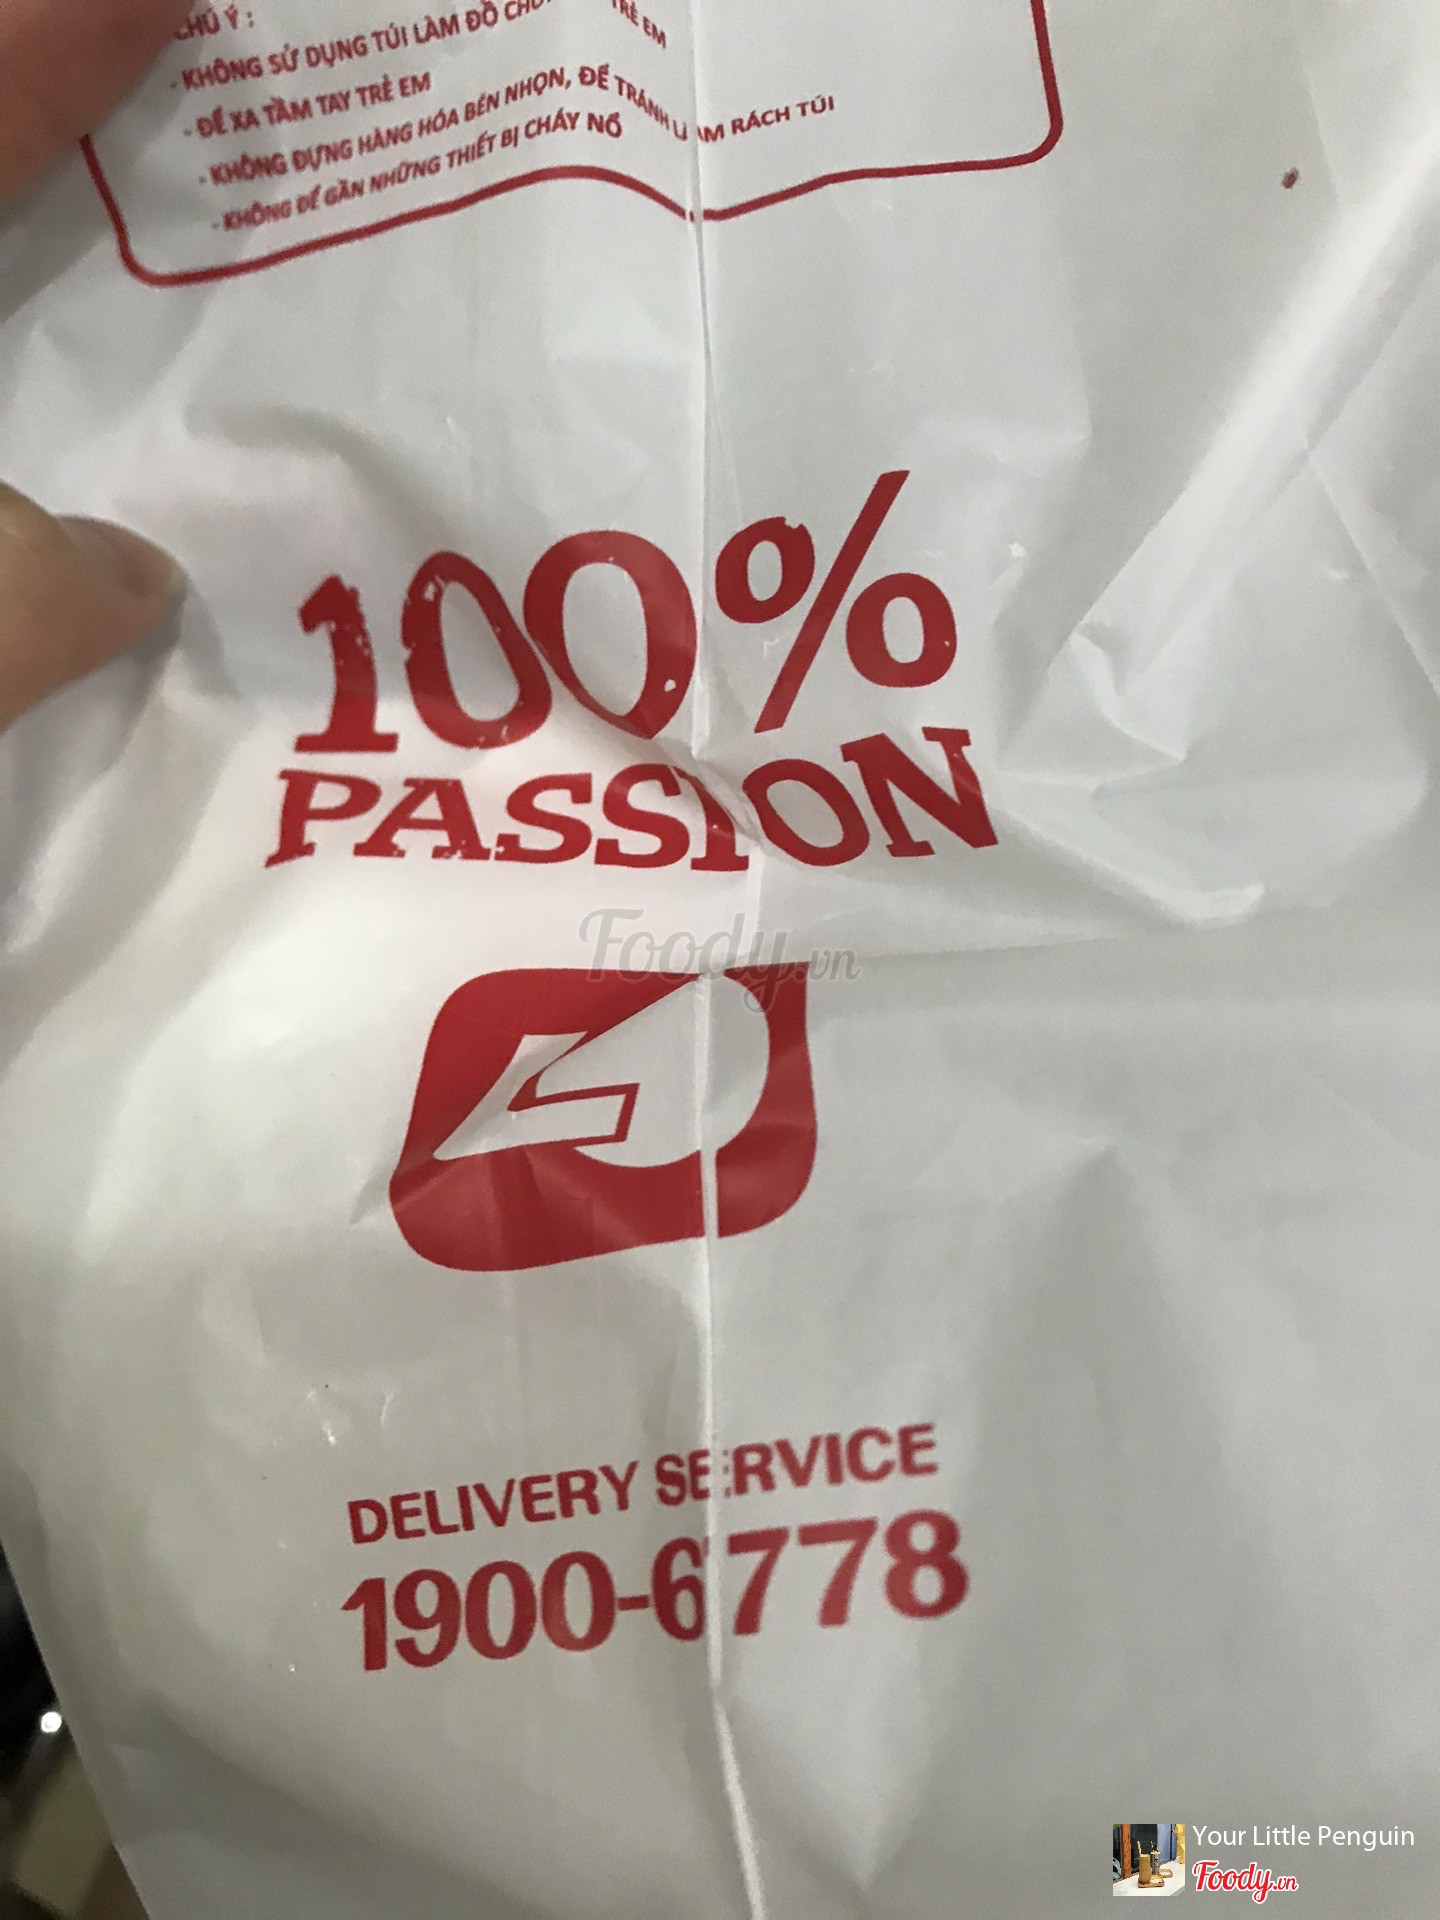 CHÚ Ý :
- KHÔNG SỬ DỤNG TÚI LÀM ĐỒ TRẺ EM
- ĐỂ XA TẦM TAY TRẺ EM
- KHÔNG ĐỰNG HÀNG HÓA BÉN NHỌN, ĐỂ TRÁNH LÀM RÁCH TÚI
- KHÔNG ĐỂ GẦN NHỮNG THIẾT BỊ CHÁY NỔ
100%
PASSION
Foody.vn
DELIVERY SERVICE
1900-6778
Your Little Penguin
Foody.vn